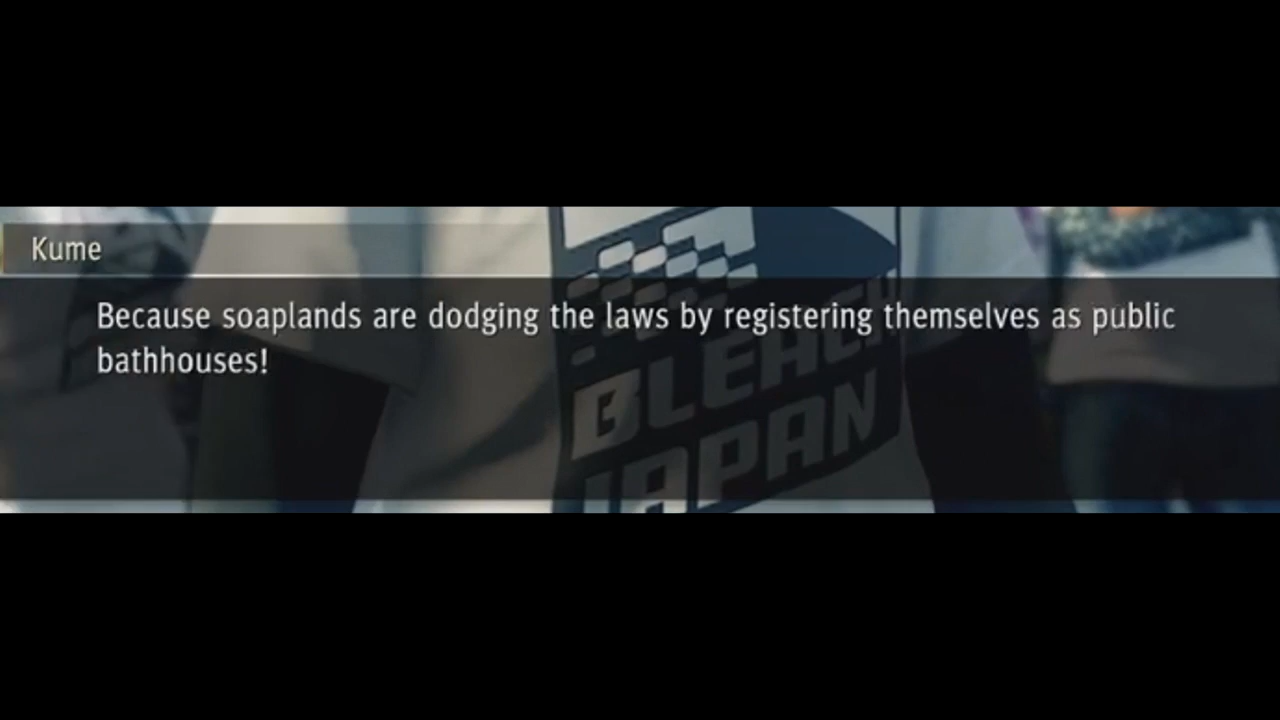 Kume
Because soaplands are dodging the laws by registering themselves as public
bathhouses!
BLEACH
JAPAN